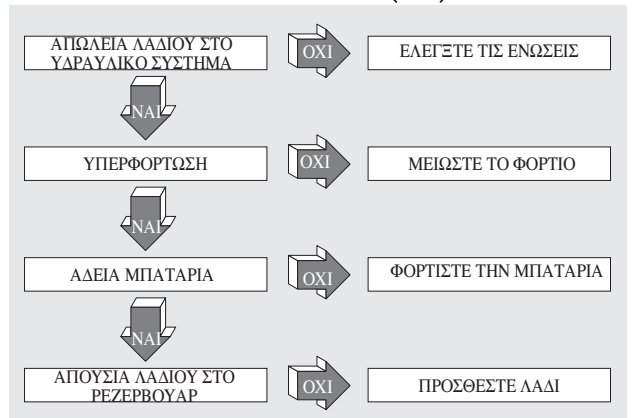 ΑΠΩΛΕΙΑ ΛΑΔΙΟΥ ΣΤΟ
ΥΔΡΑΥΛΙΚΟ ΣΥΣΤΗΜΑ
ΟΧΙ
ΕΛΕΓΞΤΕ ΤΙΣ ΕΝΩΣΕΙΣ
ΝΑΙ
ΥΠΕΡΦΟΡΤΩΣΗ
ΟΧΙ
ΜΕΙΩΣΤΕ ΤΟ ΦΟΡΤΙΟ
ΝΑΙ
ΑΔΕΙΑ ΜΠΑΤΑΡΙΑ
ΟΧΙ
ΦΟΡΤΙΣΤΕ ΤΗΝ ΜΠΑΤΑΡΙΑ
ΝΑΙ
ΑΠΟΥΣΙΑ ΛΑΔΙΟΥ ΣΤΟ
ΡΕΖΕΡΒΟΥΑΡ
ΟΧΙ
ΠΡΟΣΘΕΣΤΕ ΛΑΔΙ